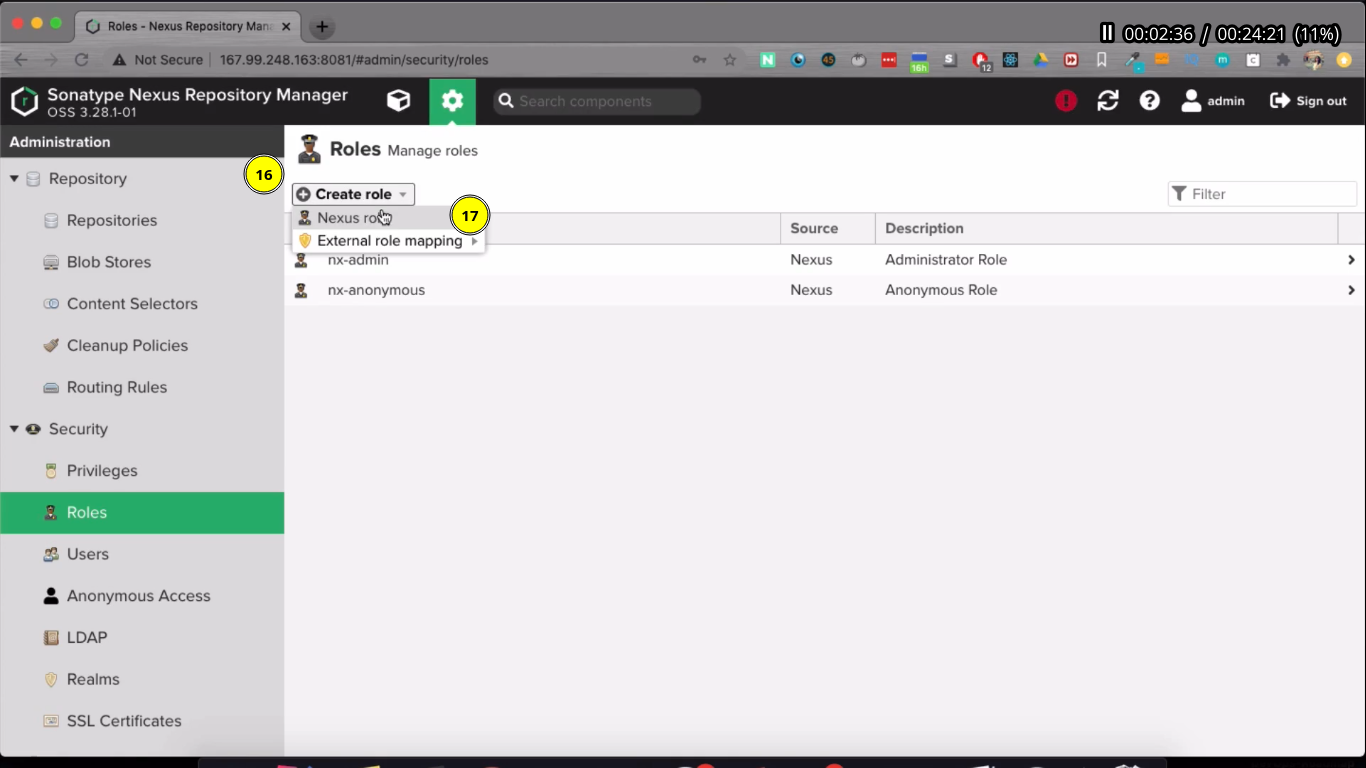 Roles - Nexus Repository Man
00:02:36 / 00:24:21 (11%)
Not Secure 167.99.248.163:8081/#admin/security/roles
45
16h
S
12
m
C
Sonatype Nexus Repository Manager
OSS 3.28.1-01
Search components
admin
Sign out
Administration
Roles Manage roles
Repository
16
Create role
Filter
Nexus role
17
External role mapping
Source
Description
nx-admin Nexus Administrator Role
nx-anonymous Nexus Anonymous Role
Repositories
Blob Stores
Content Selectors
Cleanup Policies
Routing Rules
Security
Privileges
Roles
Users
Anonymous Access
LDAP
Realms
SSL Certificates